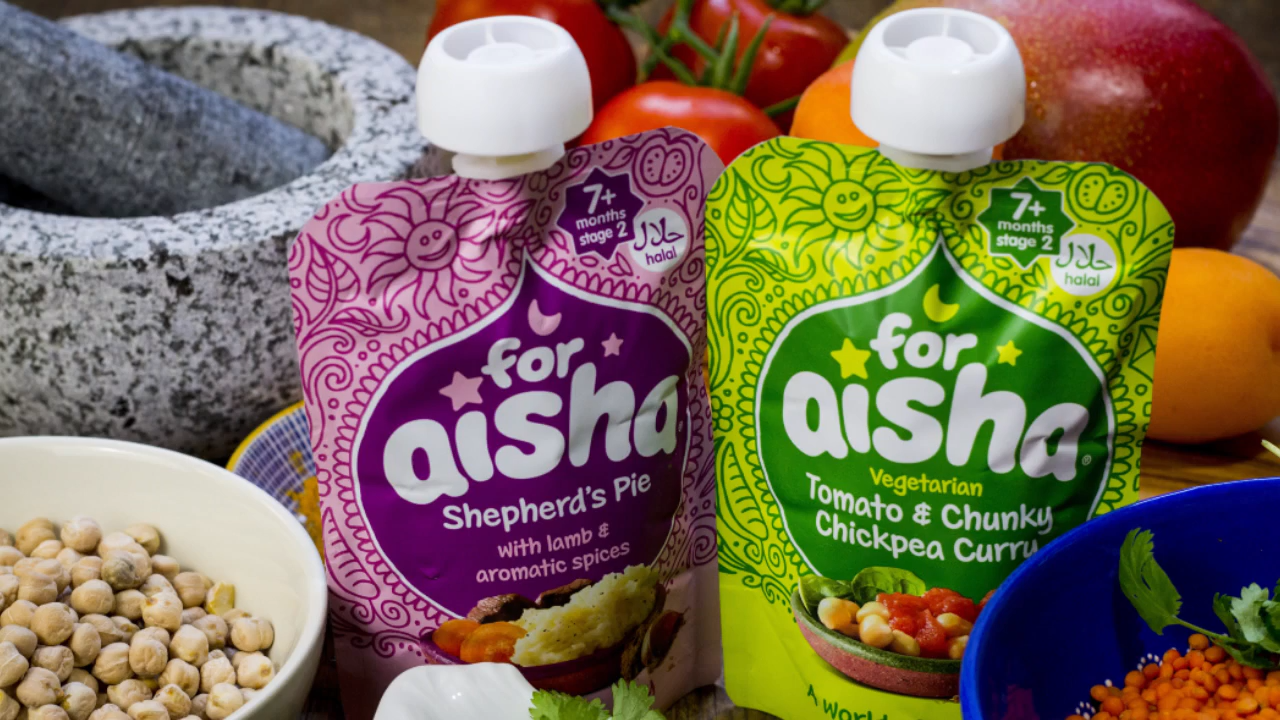 7+
months
stage 2
حلال
halal
for
aisha
Shepherd's Pie
with lamb &
aromatic spices
7+
months
stage 2
حلال
halal
for
aisha®
Vegetarian
Tomato & Chunky
Chickpea Curry
A world